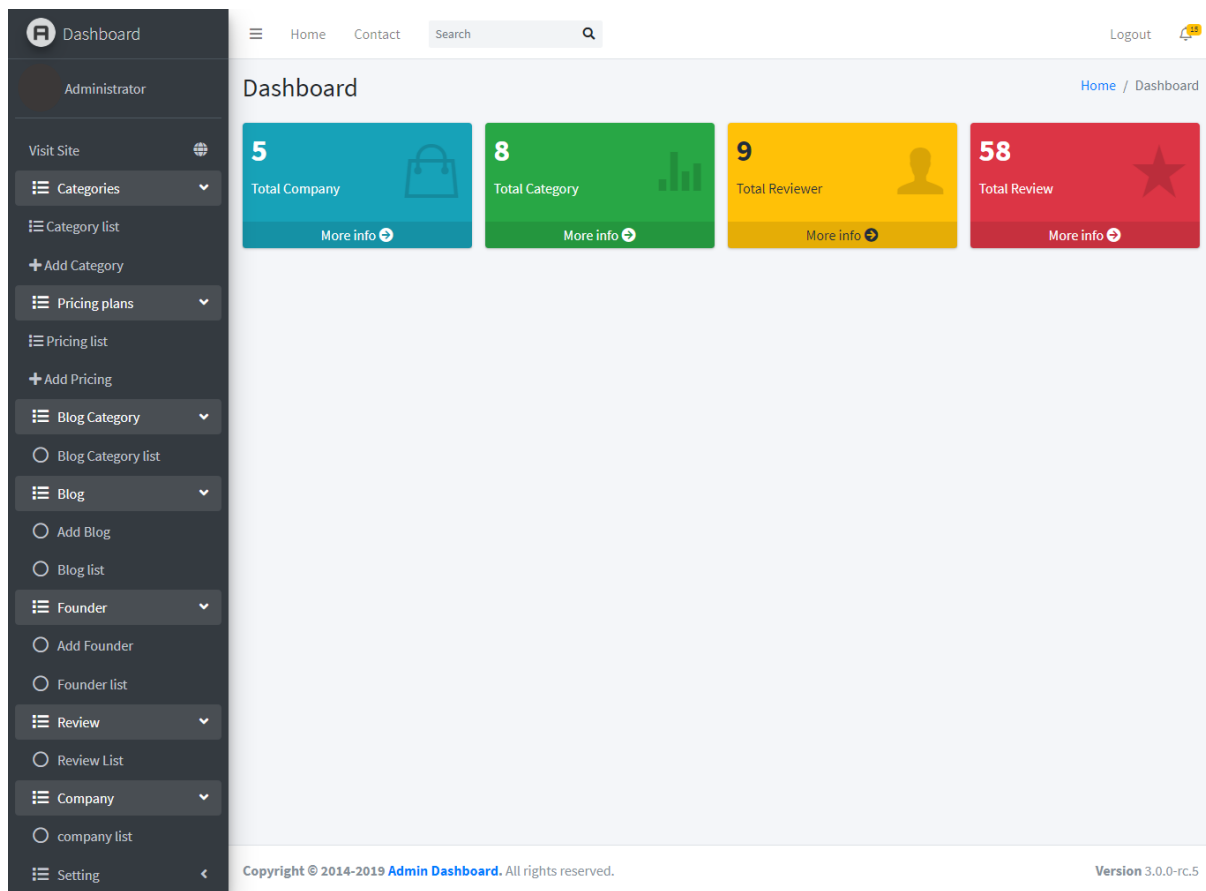 Dashboard
Administrator
Visit Site
Categories
Category list
Add Category
Pricing plans
Pricing list
Add Pricing
Blog Category
Blog Category list
Blog
Add Blog
Blog list
Founder
Add Founder
Founder list
Review
Review List
Company
company list
Setting
Home Contact Search Logout 15
Dashboard Home / Dashboard
5
Total Company
More info
8
Total Category
More info
9
Total Reviewer
More info
58
Total Review
More info
Copyright © 2014-2019 Admin Dashboard. All rights reserved. Version 3.0.0-rc.5